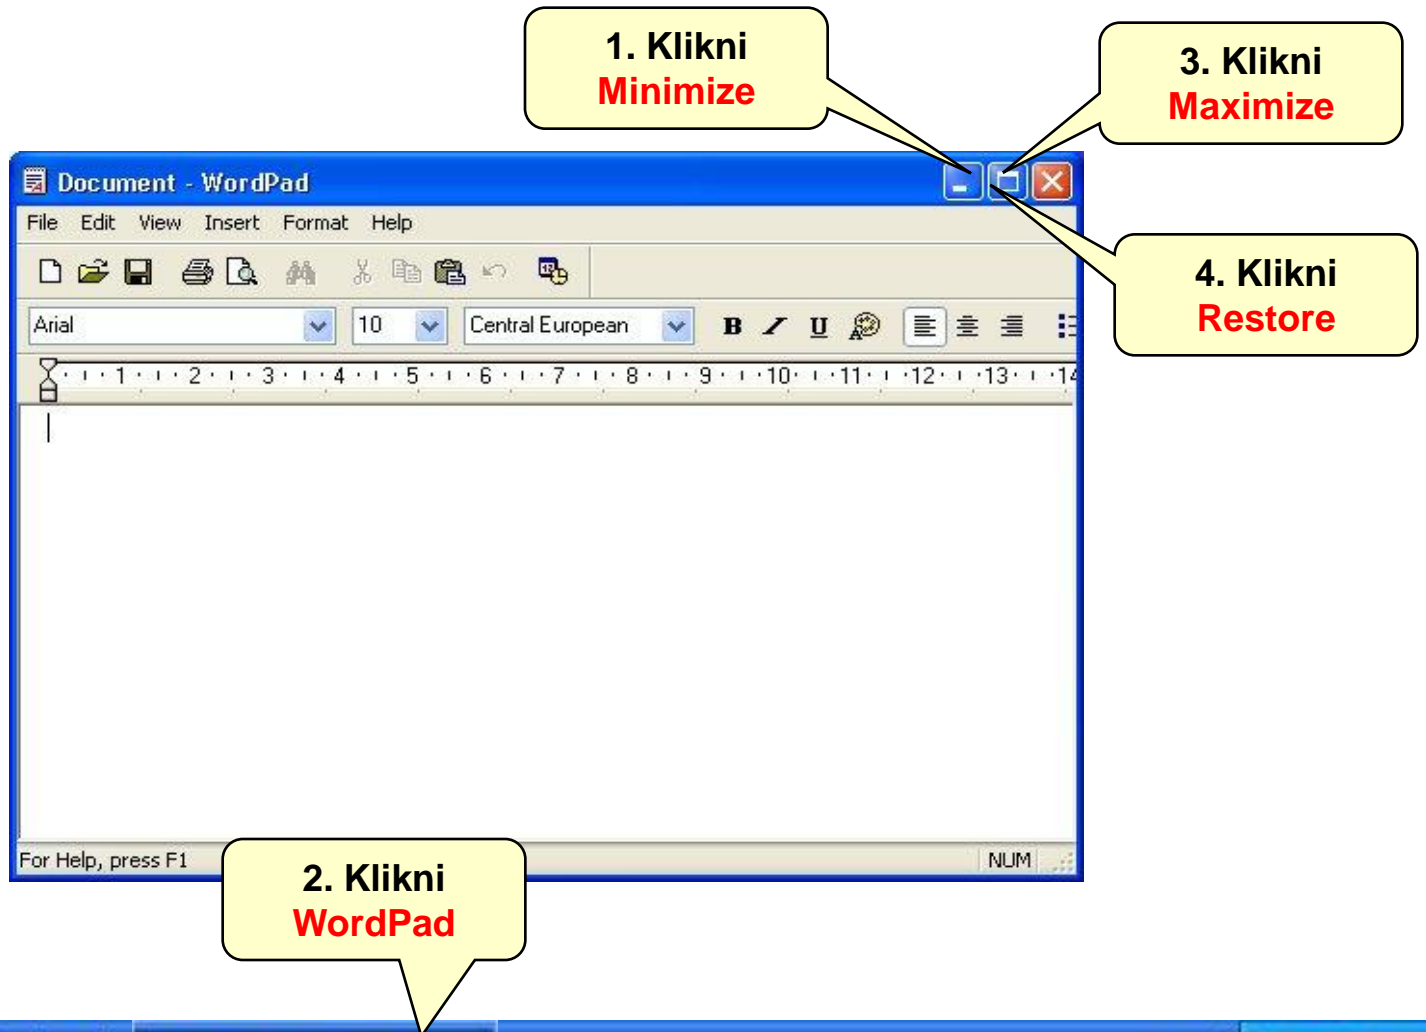 1. Klikni
Minimize
3. Klikni
Maximize
Document - WordPad
File Edit View Insert Format Help
4. Klikni
Restore
Arial 10 Central European B U
1 2 3 4 5 6 7 8 9 10 11 12 13 14
For Help, press F1 NUM
2. Klikni
WordPad